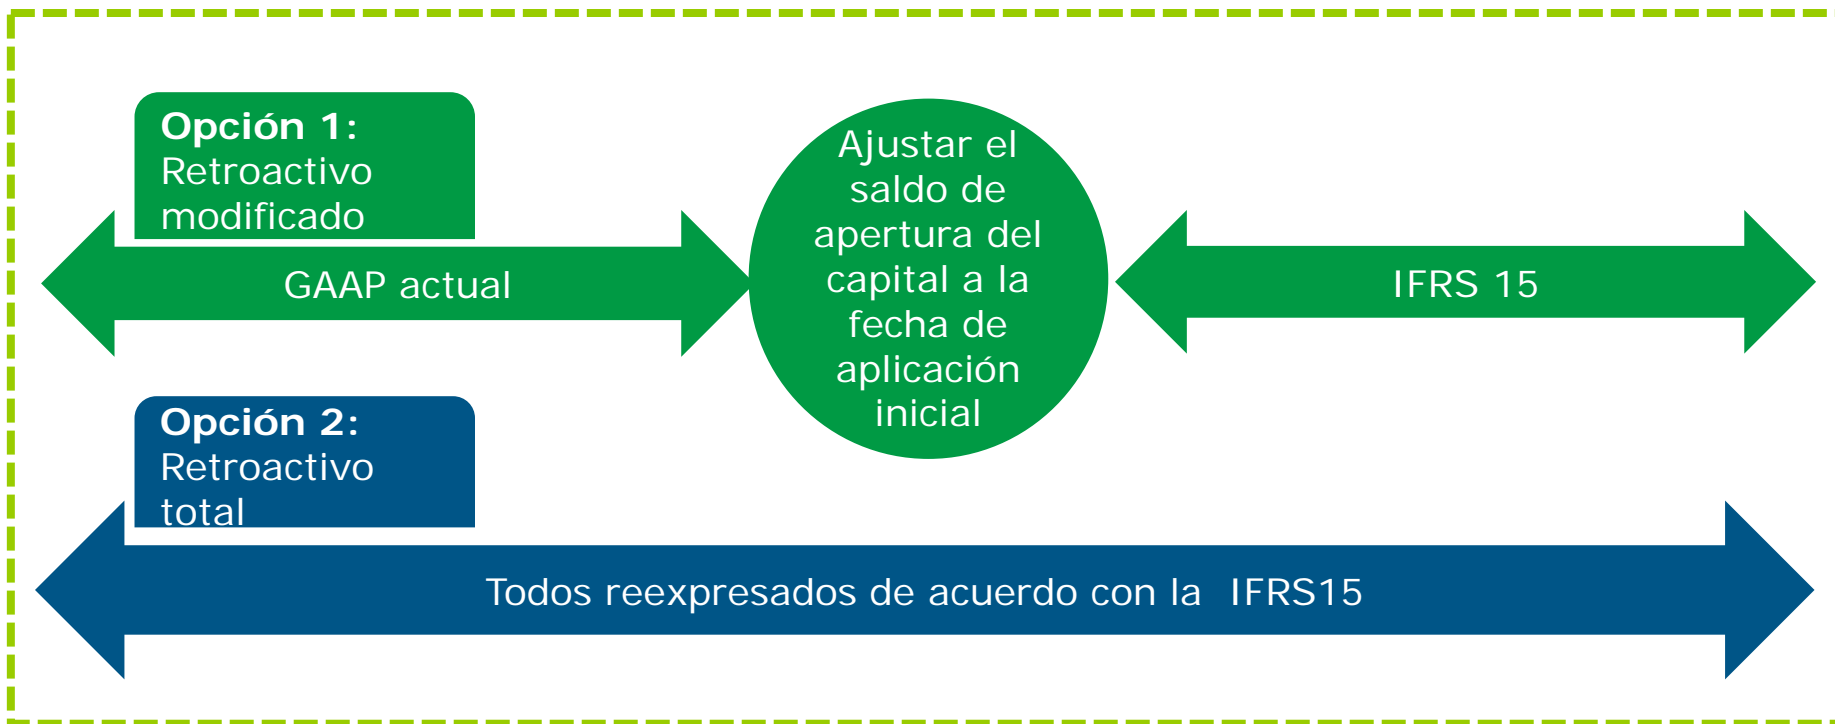 Opción 1:
Retroactivo
modificado
GAAP actual
Ajustar el
saldo de
apertura del
capital a la
fecha de
aplicación
inicial
IFRS 15
Opción 2:
Retroactivo
total
Todos reexpresados de acuerdo con la  IFRS15